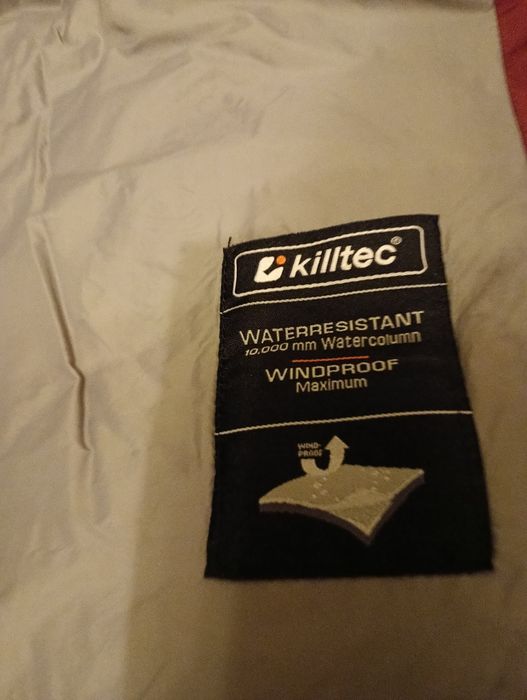 killtec®
WATERRESISTANT
10,000 mm Watercolumn
WINDPROOF
Maximum
WIND-
PROOF